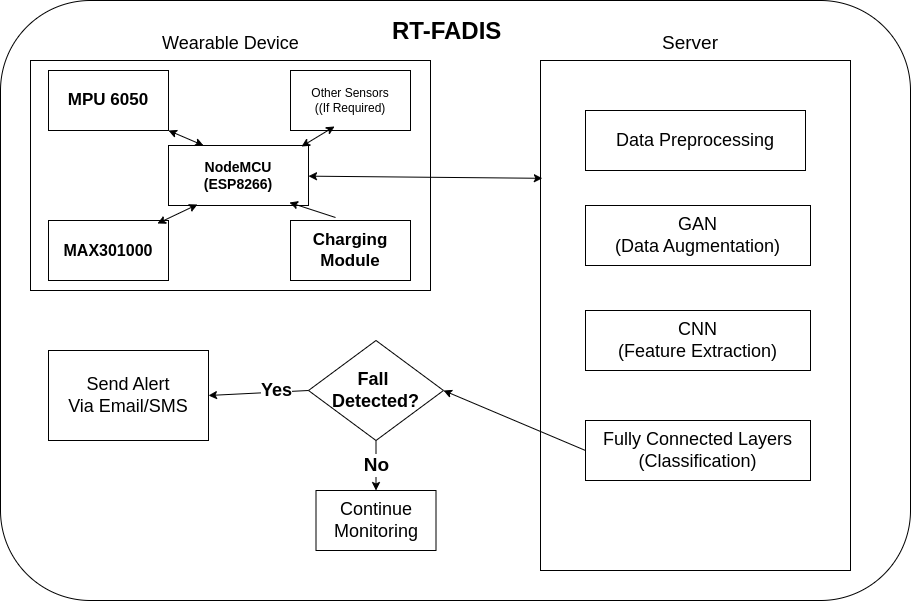 RT-FADIS
Wearable Device
Server
MPU 6050
Other Sensors
((If Required)
NodeMCU
(ESP8266)
MAX301000
Charging
Module
Data Preprocessing
GAN
(Data Augmentation)
CNN
(Feature Extraction)
Fully Connected Layers
(Classification)
Fall
Detected?
Yes
Send Alert
Via Email/SMS
No
Continue
Monitoring